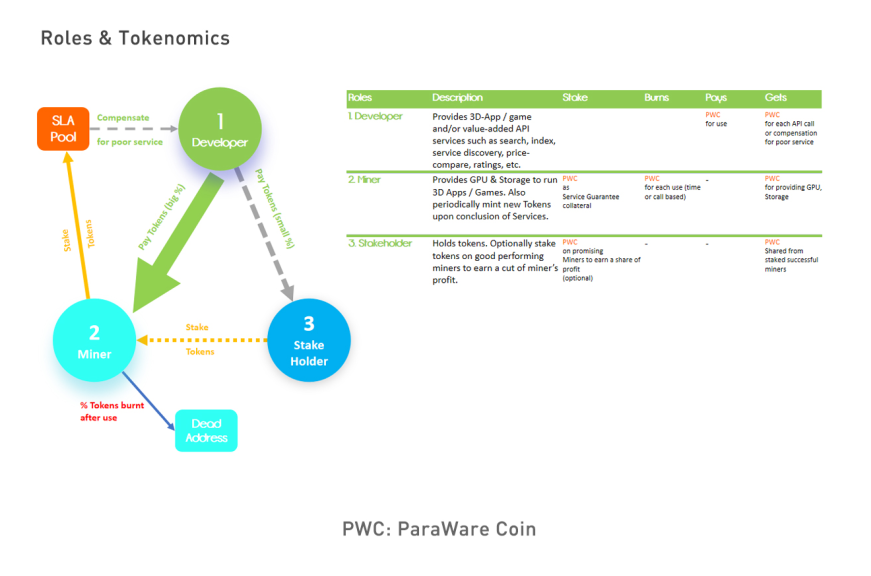 Roles & Tokenomics
SLA
Pool
Compensate
for poor service
1
Developer
Stake
Tokens
Pay Tokens (big %)
Pay Tokens (small %)
2
Miner
Stake
Tokens
3
Stake
Holder
% Tokens burnt
after use
Dead
Address
Roles Description Stake Burns Pays Gets
1. Developer
Provides 3D-App / game
and/or value-added API
services such as search, index,
service discovery, price-
compare, ratings, etc.
PWC
for use
PWC
for each API call
or compensation
for poor service
2. Miner
Provides GPU & Storage to run
3D Apps / Games. Also
periodically mint new Tokens
upon conclusion of Services.
PWC
as
Service Guarantee
collateral
PWC
for each use (time
or call based)
-
PWC
for providing GPU,
Storage
3. Stakeholder
Holds tokens. Optionally stake
tokens on good performing
miners to earn a cut of miner's
profit.
PWC
on promising
Miners to earn a share of
profit
(optional)
-
-
PWC
Shared from
staked successful
miners
PWC: ParaWare Coin